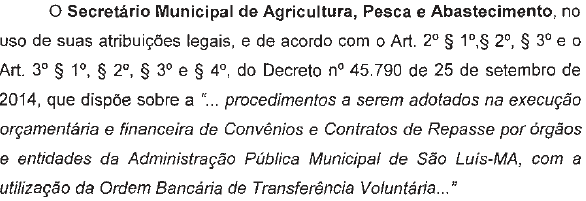 O Secretário Municipal de Agricultura, Pesca e Abastecimento, no
uso de suas atribuições legais, e de acordo com o Art. 2º § 1º,§ 2º, § 3º e o
Art. 3º § 1º, § 2º, § 3º e § 4º, do Decreto nº 45.790 de 25 de setembro de
2014, que dispõe sobre a "... procedimentos a serem adotados na execução
orçamentária e financeira de Convênios e Contratos de Repasse por órgãos
e entidades da Administração Pública Municipal de São Luís-MA, com a
utilização da Ordem Bancária de Transferência Voluntária..."